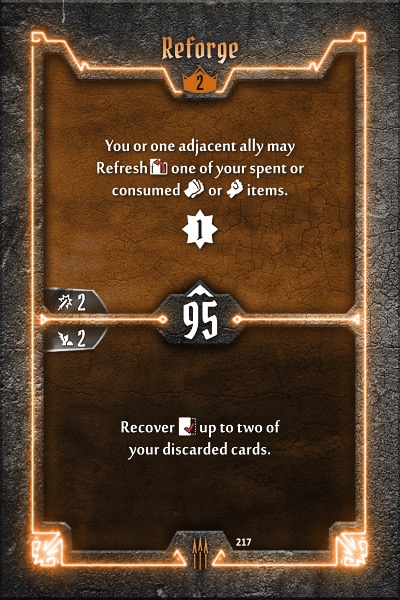 Reforge
2
You or one adjacent ally may
Refresh one of your spent or
consumed or items.
1
2
95
2
Recover up to two of
your discarded cards.
217